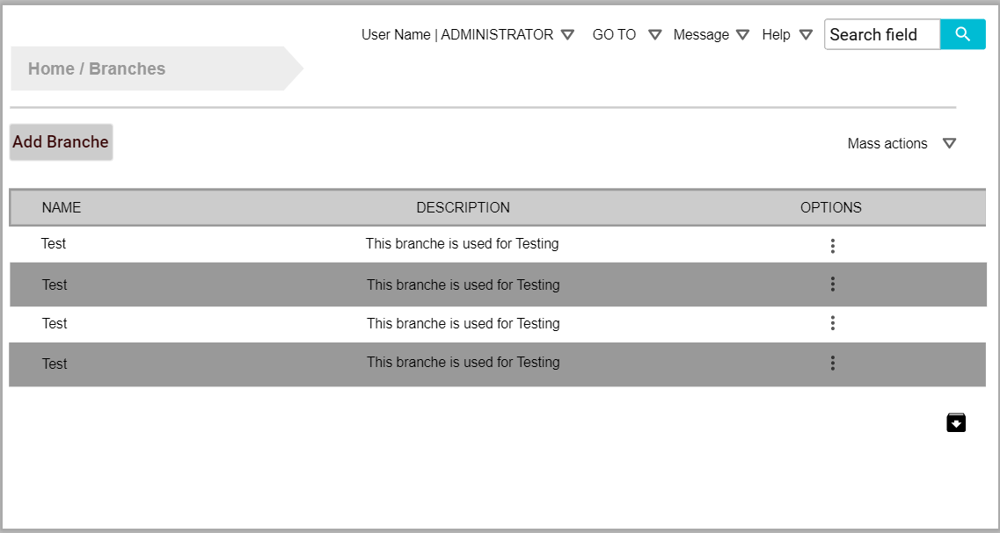 User Name | ADMINISTRATOR GO TO Message Help Search field
Home / Branches
Add Branche
Mass actions
NAME DESCRIPTION OPTIONS
Test This branche is used for Testing
Test This branche is used for Testing
Test This branche is used for Testing
Test This branche is used for Testing